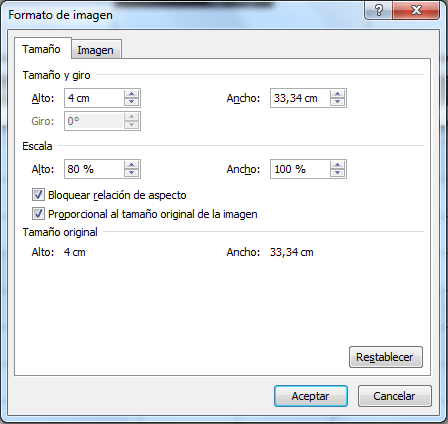 Formato de imagen
Tamaño Imagen
Tamaño y giro
Alto: 4 cm Ancho: 33,34 cm
Giro: 0°
Escala
Alto: 80 % Ancho: 100 %
Bloquear relación de aspecto
Proporcional al tamaño original de la imagen
Tamaño original
Alto: 4 cm Ancho: 33,34 cm
Restablecer
Aceptar Cancelar